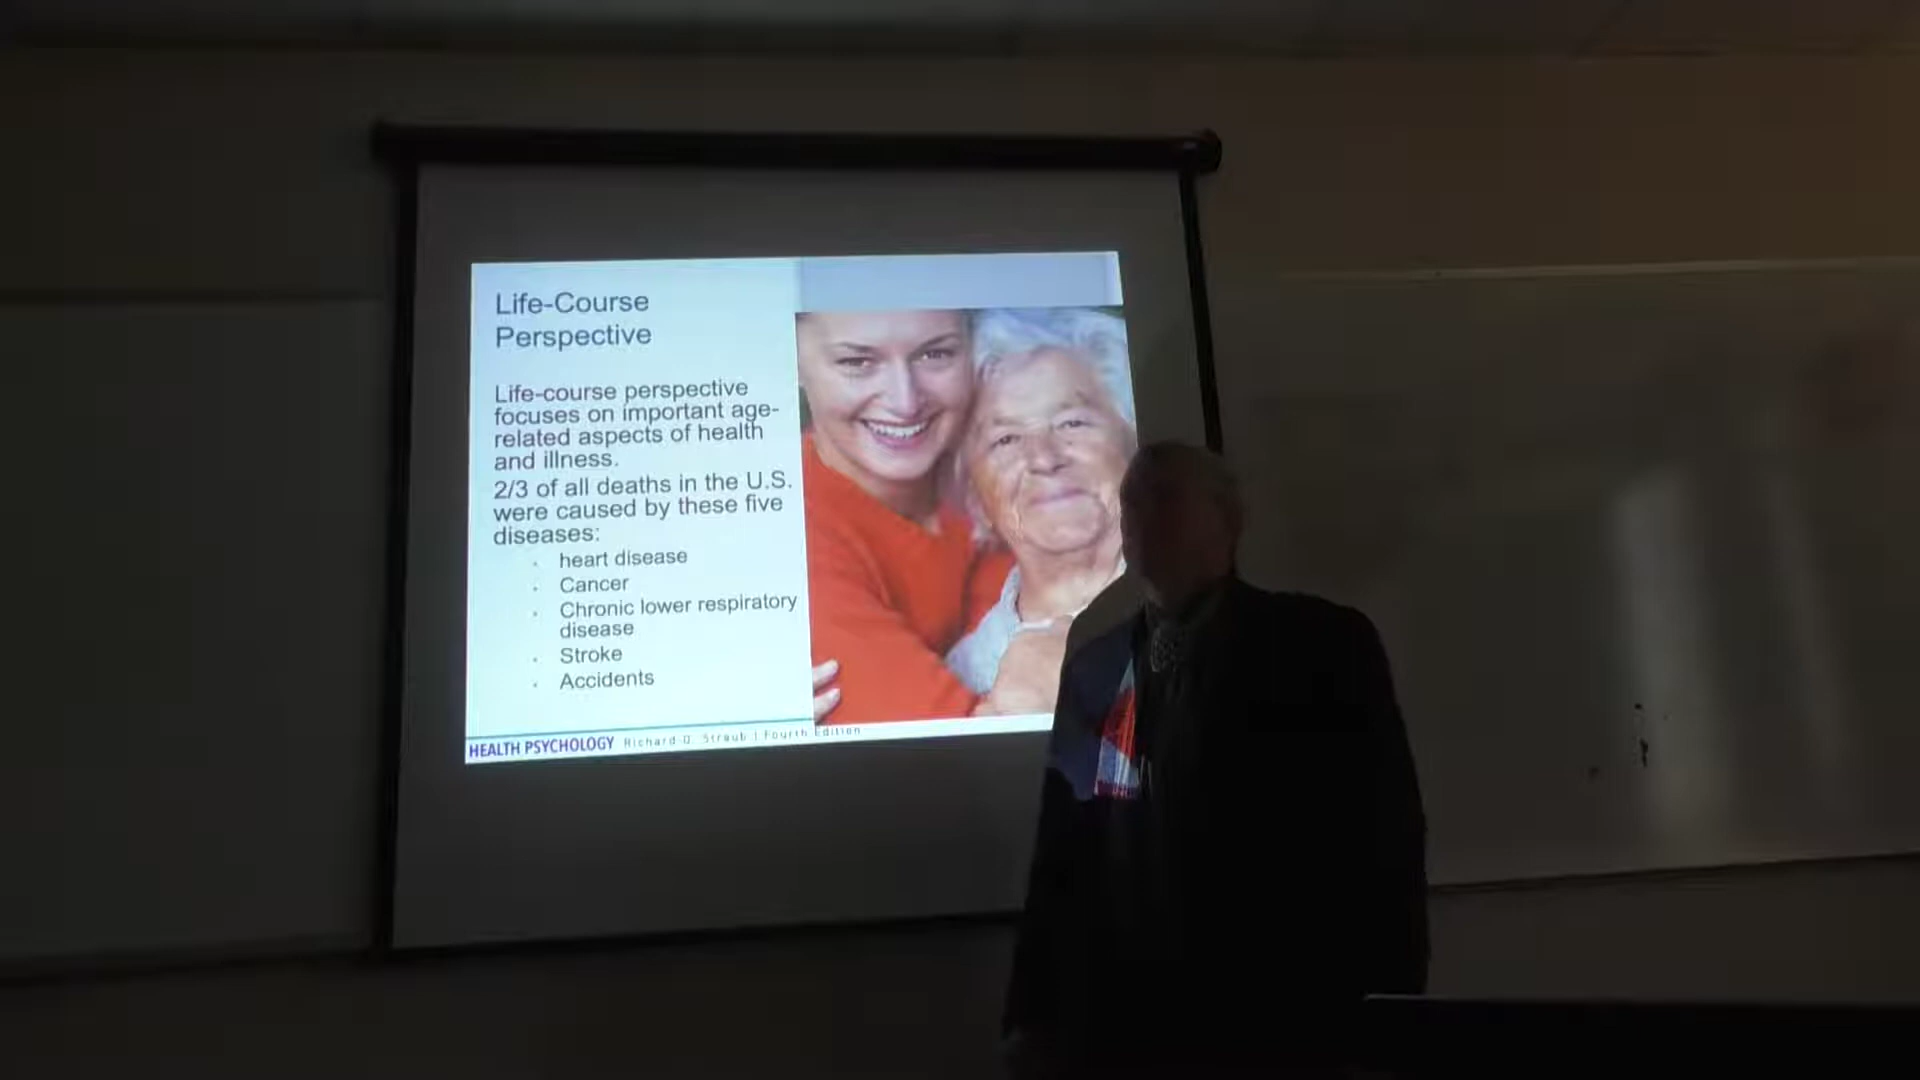 Life-Course
Perspective
Life-course perspective
focuses on important age-
related aspects of health
and illness.
2/3 of all deaths in the U.S.
were caused by these five
diseases:
heart disease
Cancer
Chronic lower respiratory
disease
Stroke
Accidents
HEALTH PSYCHOLOGY Richard O. Straub | Fourth Edition